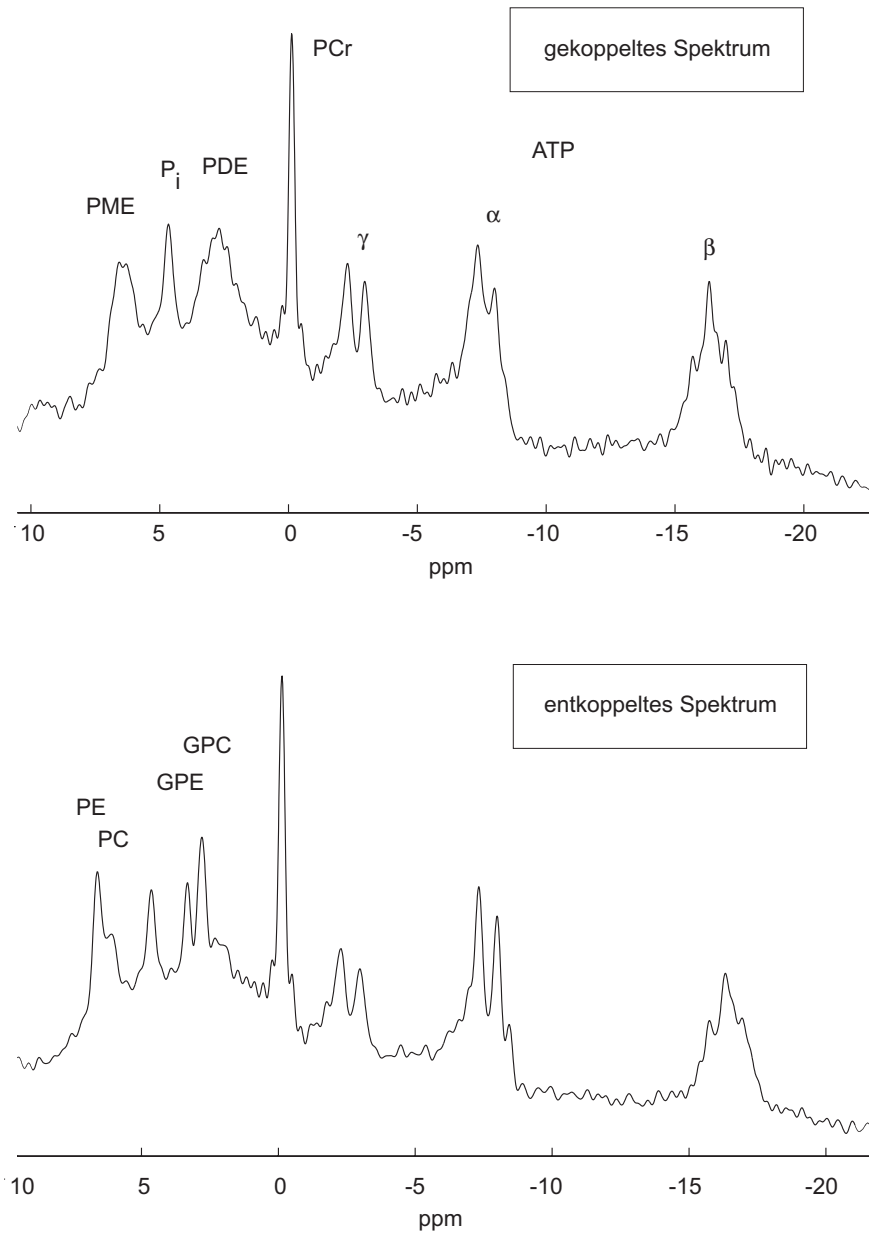 PCr
gekoppeltes Spektrum
ATP
Pi
PDE
PME
γ
α
β
10 5 0 -5 -10 -15 -20
ppm
entkoppeltes Spektrum
GPC
GPE
PE
PC
10 5 0 -5 -10 -15 -20
ppm